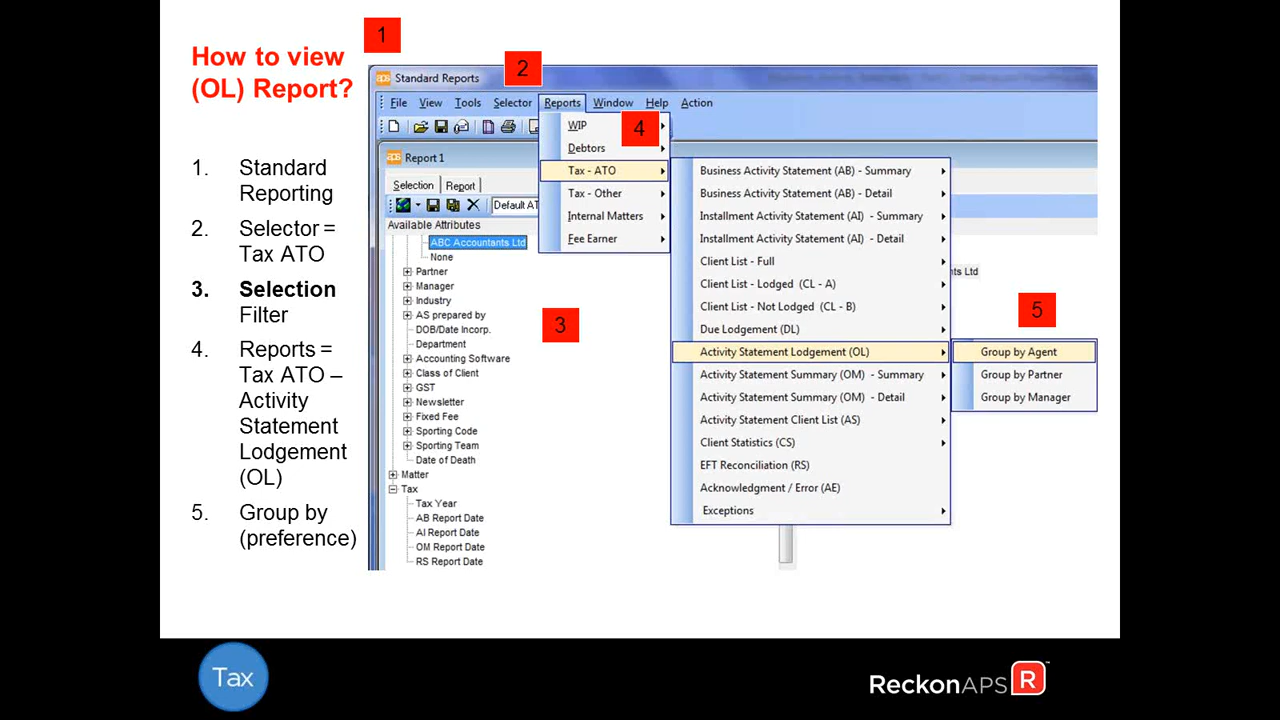 How to view
(OL) Report?
1. Standard
Reporting
2. Selector =
Tax ATO
3. Selection
Filter
4. Reports =
Tax ATO –
Activity
Statement
Lodgement
(OL)
5. Group by
(preference)
1
2
aps Standard Reports
File View Tools Selector Reports Window Help Action
4
WIP
Debtors
Tax - ATO
Tax - Other
Internal Matters
Fee Earner
aps Report 1
Selection Report
Default AT
Available Attributes
ABC Accountants Ltd
None
Partner
Manager
Industry
AS prepared by
DOB/Date Incorp.
Department
Accounting Software
Class of Client
GST
Newsletter
Fixed Fee
Sporting Code
Sporting Team
Date of Death
Matter
Tax
Tax Year
AB Report Date
AI Report Date
OM Report Date
RS Report Date
3
Business Activity Statement (AB) - Summary
Business Activity Statement (AB) - Detail
Installment Activity Statement (AI) - Summary
Installment Activity Statement (AI) - Detail
Client List - Full
Client List - Lodged (CL - A)
Client List - Not Lodged (CL - B)
Due Lodgement (DL)
Activity Statement Lodgement (OL)
Activity Statement Summary (OM) - Summary
Activity Statement Summary (OM) - Detail
Activity Statement Client List (AS)
Client Statistics (CS)
EFT Reconciliation (RS)
Acknowledgment / Error (AE)
Exceptions
nts Ltd
5
Group by Agent
Group by Partner
Group by Manager
Tax
ReckonAPS R